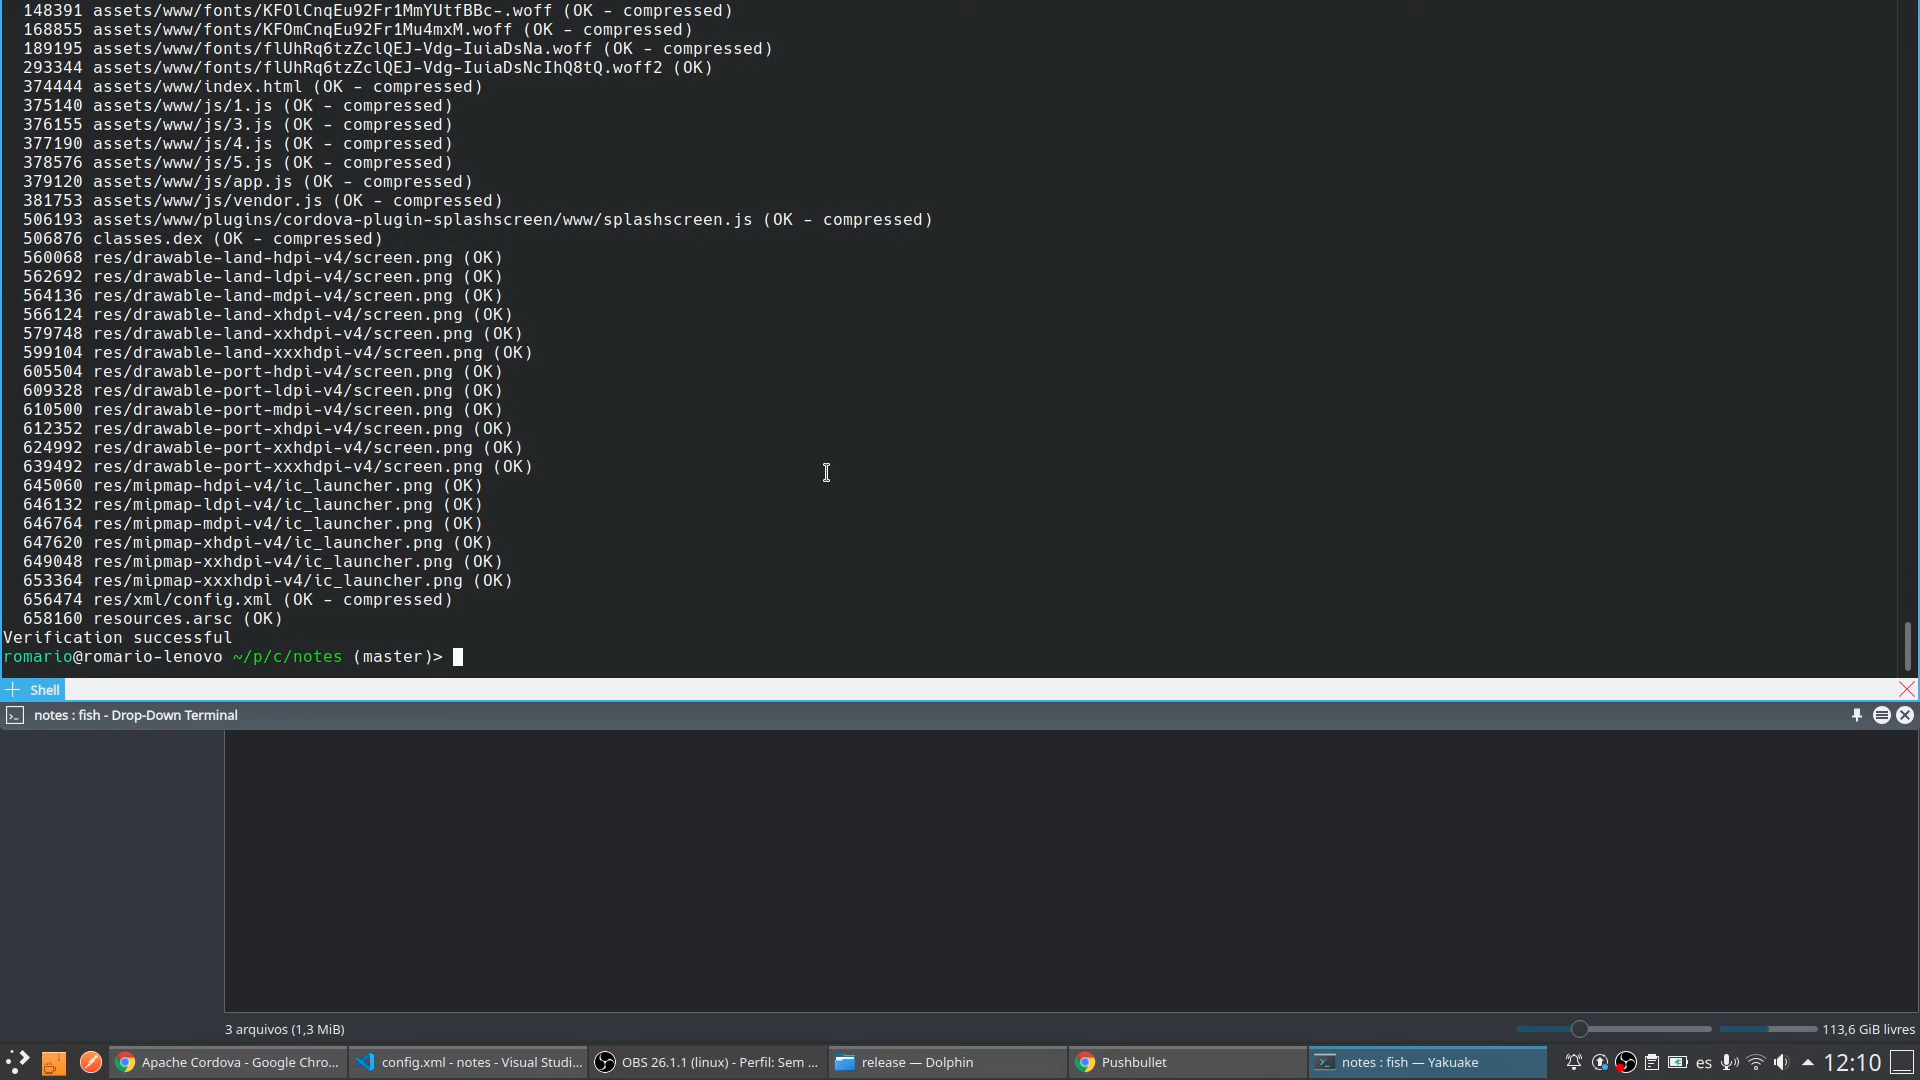 148391 assets/www/fonts/KFOlCnqEu92Fr1MmYUtfBBc-.woff (OK - compressed)
168855 assets/www/fonts/KFOmCnqEu92Fr1Mu4mxM.woff (OK - compressed)
189195 assets/www/fonts/flUhRq6tzZclQEJ-Vdg-IuiaDsNa.woff (OK - compressed)
293344 assets/www/fonts/flUhRq6tzZclQEJ-Vdg-IuiaDsNcIhQ8tQ.woff2 (OK)
374444 assets/www/index.html (OK - compressed)
375140 assets/www/js/1.js (OK - compressed)
376155 assets/www/js/3.js (OK - compressed)
377190 assets/www/js/4.js (OK - compressed)
378576 assets/www/js/5.js (OK - compressed)
379120 assets/www/js/app.js (OK - compressed)
381753 assets/www/js/vendor.js (OK - compressed)
506193 assets/www/plugins/cordova-plugin-splashscreen/www/splashscreen.js (OK - compressed)
506876 classes.dex (OK - compressed)
560068 res/drawable-land-hdpi-v4/screen.png (OK)
562692 res/drawable-land-ldpi-v4/screen.png (OK)
564136 res/drawable-land-mdpi-v4/screen.png (OK)
566124 res/drawable-land-xhdpi-v4/screen.png (OK)
579748 res/drawable-land-xxhdpi-v4/screen.png (OK)
599104 res/drawable-land-xxxhdpi-v4/screen.png (OK)
605504 res/drawable-port-hdpi-v4/screen.png (OK)
609328 res/drawable-port-ldpi-v4/screen.png (OK)
610500 res/drawable-port-mdpi-v4/screen.png (OK)
612352 res/drawable-port-xhdpi-v4/screen.png (OK)
624992 res/drawable-port-xxhdpi-v4/screen.png (OK)
639492 res/drawable-port-xxxhdpi-v4/screen.png (OK)
645060 res/mipmap-hdpi-v4/ic_launcher.png (OK)
646132 res/mipmap-ldpi-v4/ic_launcher.png (OK)
646764 res/mipmap-mdpi-v4/ic_launcher.png (OK)
647620 res/mipmap-xhdpi-v4/ic_launcher.png (OK)
649048 res/mipmap-xxhdpi-v4/ic_launcher.png (OK)
653364 res/mipmap-xxxhdpi-v4/ic_launcher.png (OK)
656474 res/xml/config.xml (OK - compressed)
658160 resources.arsc (OK)
Verification successful
romario@romario-lenovo ~/p/c/notes (master)>
Shell
notes : fish - Drop-Down Terminal
3 arquivos (1,3 MiB)
113,6 GiB livres
Apache Cordova - Google Chro...
config.xml - notes - Visual Studi...
OBS 26.1.1 (linux) - Perfil: Sem ...
release — Dolphin
Pushbullet
notes : fish — Yakuake
es
12:10